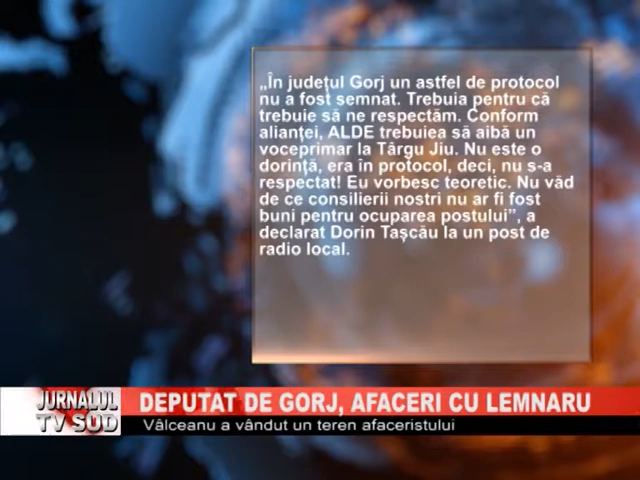 „În județul Gorj un astfel de protocol
nu a fost semnat. Trebuia pentru că
trebuie să ne respectăm. Conform
alianței, ALDE trebuiea să aibă un
voceprimar la Târgu Jiu. Nu este o
dorință, era în protocol, deci, nu s-a
respectat! Eu vorbesc teoretic. Nu văd
de ce consilierii nostri nu ar fi fost
buni pentru ocuparea postului”, a
declarat Dorin Tașcău la un post de
radio local.
JURNALUL
TV SUD
DEPUTAT DE GORJ, AFACERI CU LEMNARU
Vâlceanu a vândut un teren afaceristului